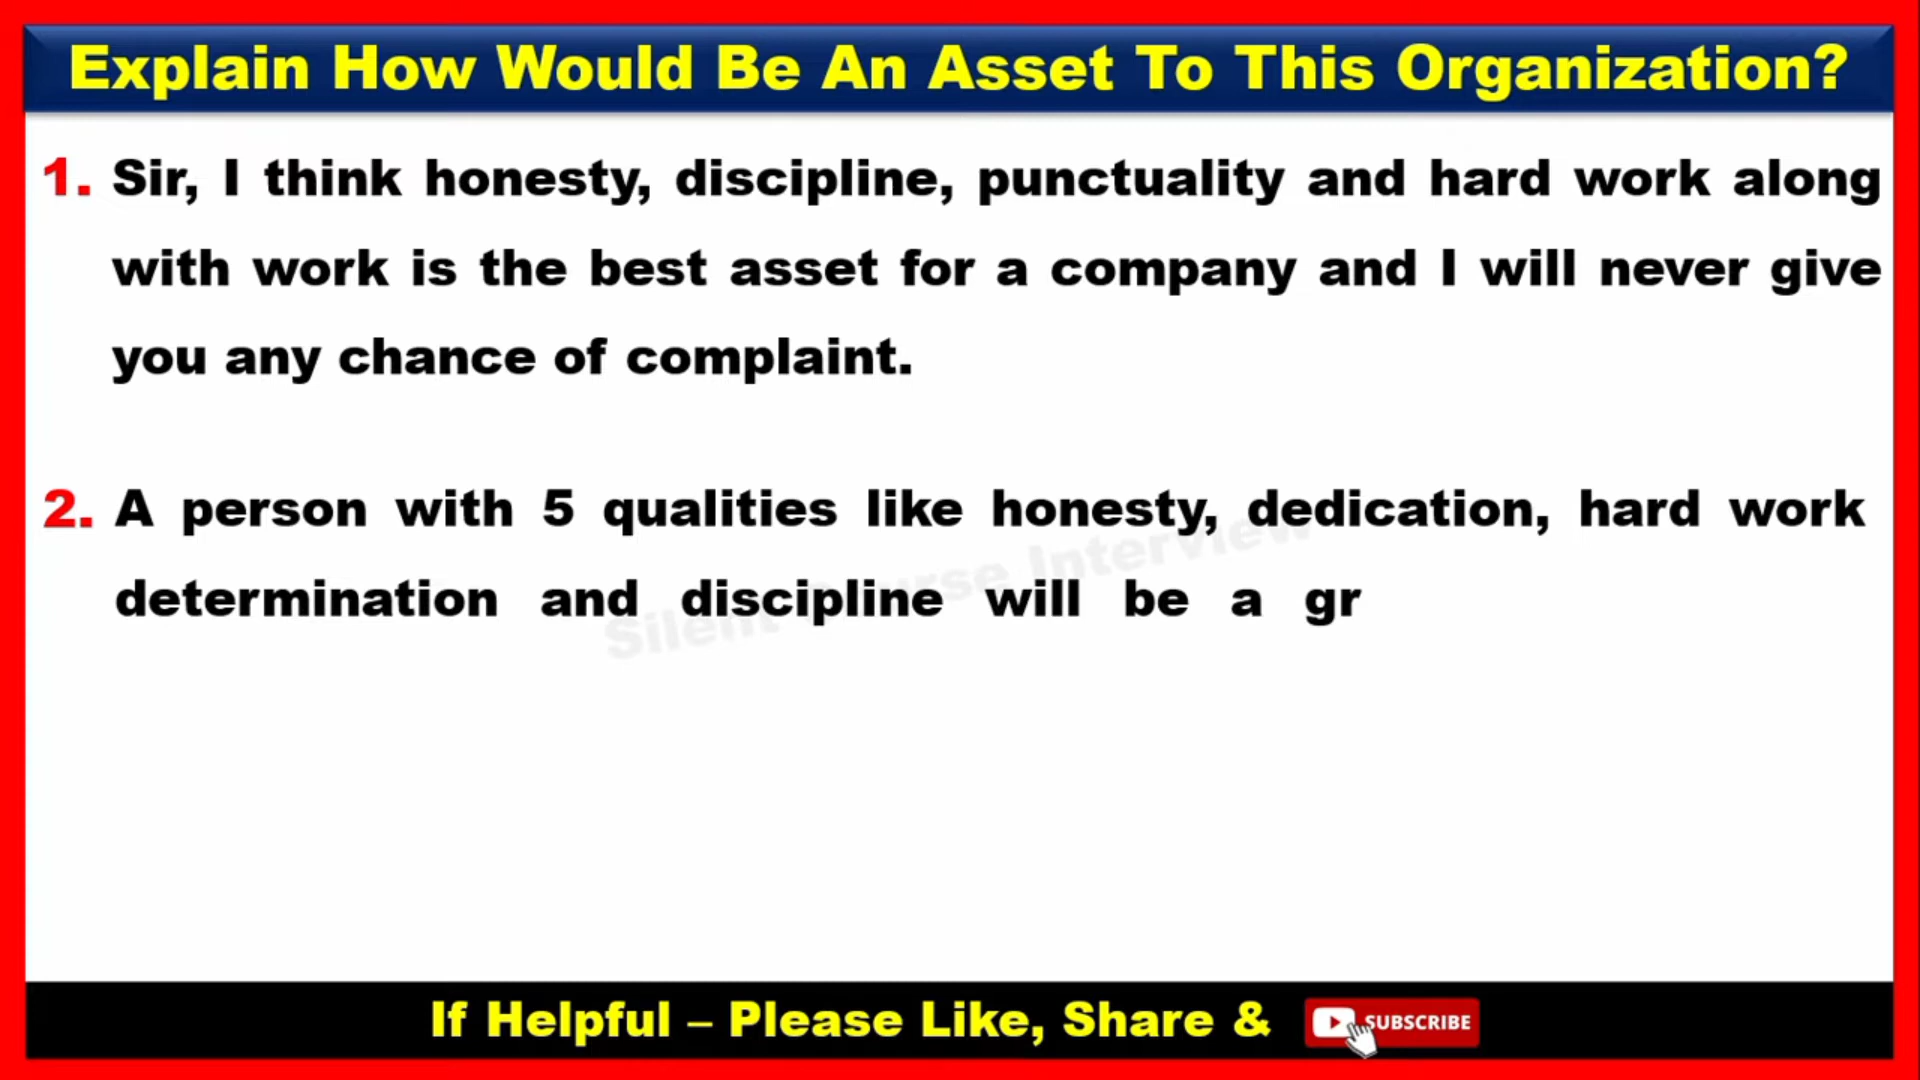 Explain How Would Be An Asset To This Organization?
1. Sir, I think honesty, discipline, punctuality and hard work along
with work is the best asset for a company and I will never give
you any chance of complaint.
2. A person with 5 qualities like honesty, dedication, hard work
determination and discipline will be a gr
Silent Course Interview
If Helpful – Please Like, Share & SUBSCRIBE